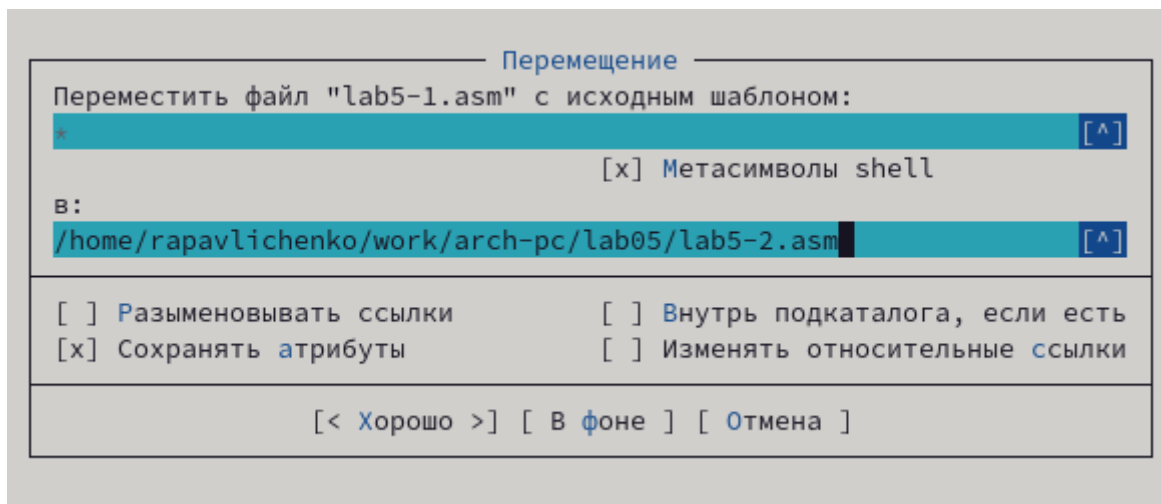 Перемещение
Переместить файл "lab5-1.asm" с исходным шаблоном:
* [^]
[x] Метасимволы shell
в:
/home/rapavlichenko/work/arch-pc/lab05/lab5-2.asm [^]
[ ] Разыменовывать ссылки [ ] Внутрь подкаталога, если есть
[x] Сохранять атрибуты [ ] Изменять относительные ссылки
[< Хорошо >] [ В фоне ] [ Отмена ]